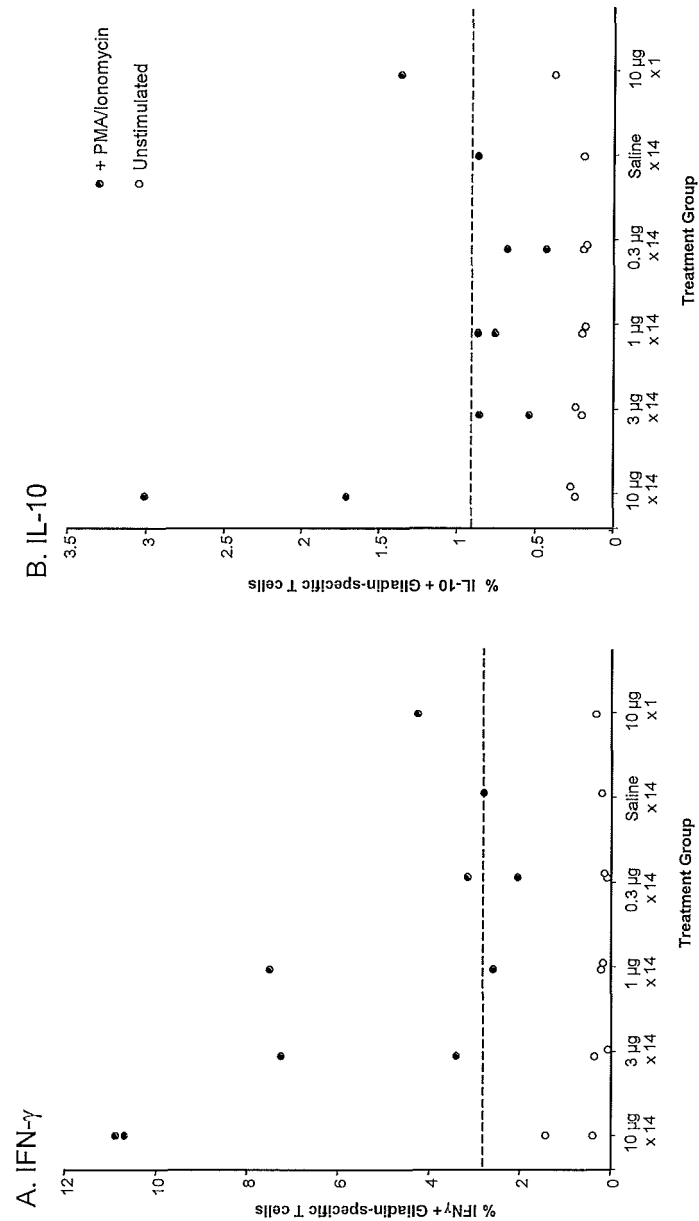 A. IFN-γ
% IFNγ + Gliadin-specific T cells
12
10
8
6
4
2
0
10 µg
x 14
3 µg
x 14
1 µg
x 14
0.3 µg
x 14
Saline
x 14
10 µg
x 1
Treatment Group
B. IL-10
+ PMA/Ionomycin
Unstimulated
% IL-10 + Gliadin-specific T cells
3.5
3
2.5
2
1.5
1
0.5
0
10 µg
x 14
3 µg
x 14
1 µg
x 14
0.3 µg
x 14
Saline
x 14
10 µg
x 1
Treatment Group